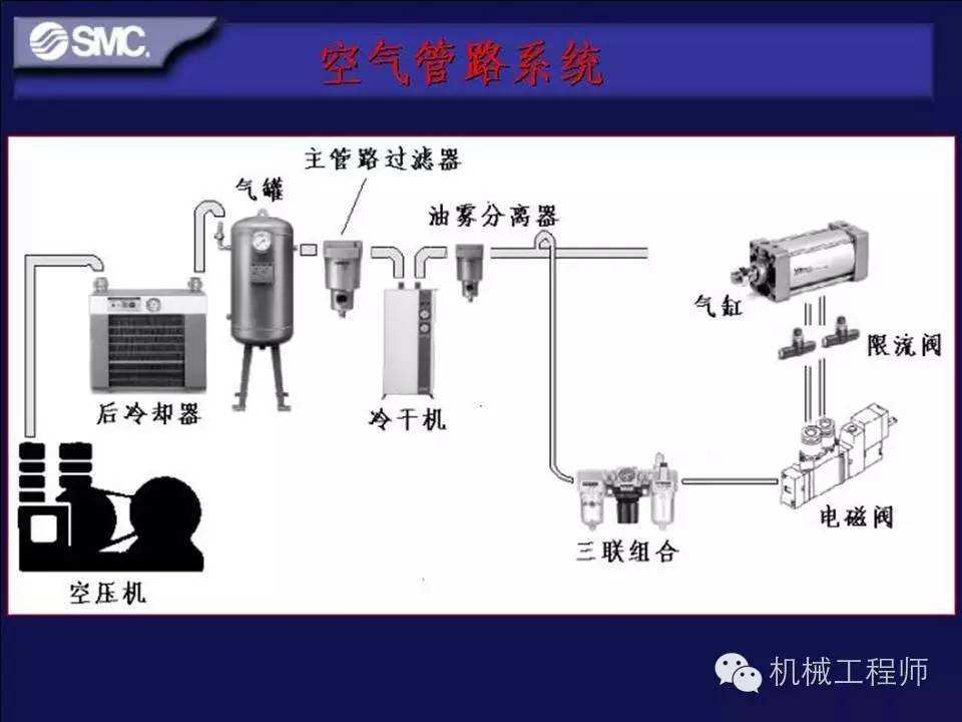 SMC.
空气管路系统
主管路过滤器
气罐
油雾分离器
气缸
限流阀
后冷却器
冷干机
电磁阀
三联组合
空压机
机械工程师